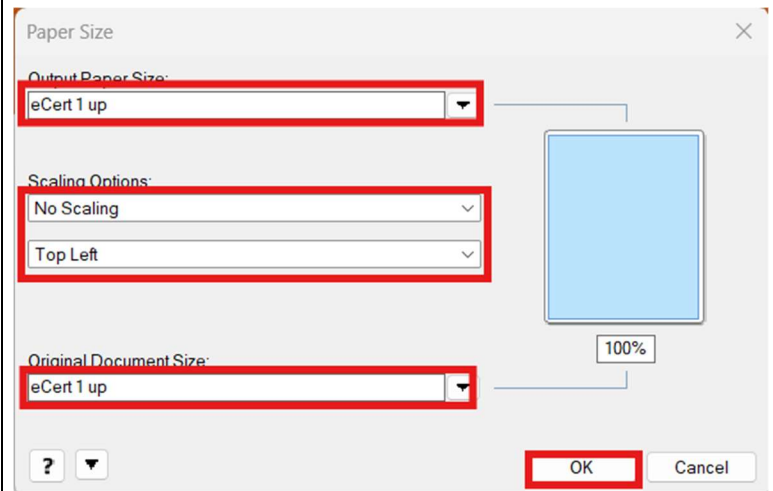 Paper Size
Output Paper Size:
eCert 1 up
Scaling Options:
No Scaling
Top Left
100%
Original Document Size:
eCert 1 up
?
OK
Cancel